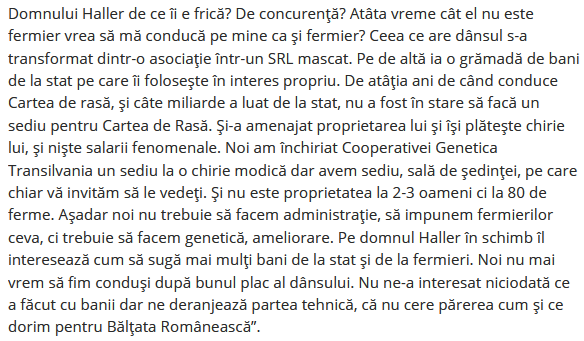 Domnului Haller de ce îi e frică? De concurenţă? Atâta vreme cât el nu este
fermier vrea să mă conducă pe mine ca şi fermier? Ceea ce are dânsul s-a
transformat dintr-o asociaţie într-un SRL mascat. Pe de altă ia o grămadă de bani
de la stat pe care îi foloseşte în interes propriu. De atâţia ani de când conduce
Cartea de rasă, şi câte miliarde a luat de la stat, nu a fost în stare să facă un
sediu pentru Cartea de Rasă. Şi-a amenajat proprietarea lui şi îşi plăteşte chirie
lui, şi nişte salarii fenomenale. Noi am închiriat Cooperativei Genetica
Transilvania un sediu la o chirie modică dar avem sediu, sală de şedinţei, pe care
chiar vă invităm să le vedeţi. Şi nu este proprietatea la 2-3 oameni ci la 80 de
ferme. Aşadar noi nu trebuie să facem administraţie, să impunem fermierilor
ceva, ci trebuie să facem genetică, ameliorare. Pe domnul Haller în schimb îl
interesează cum să sugă mai mulţi bani de la stat şi de la fermieri. Noi nu mai
vrem să fim conduşi după bunul plac al dânsului. Nu ne-a interesat niciodată ce
a făcut cu banii dar ne deranjează partea tehnică, că nu cere părerea cum şi ce
dorim pentru Bălţata Românească”.